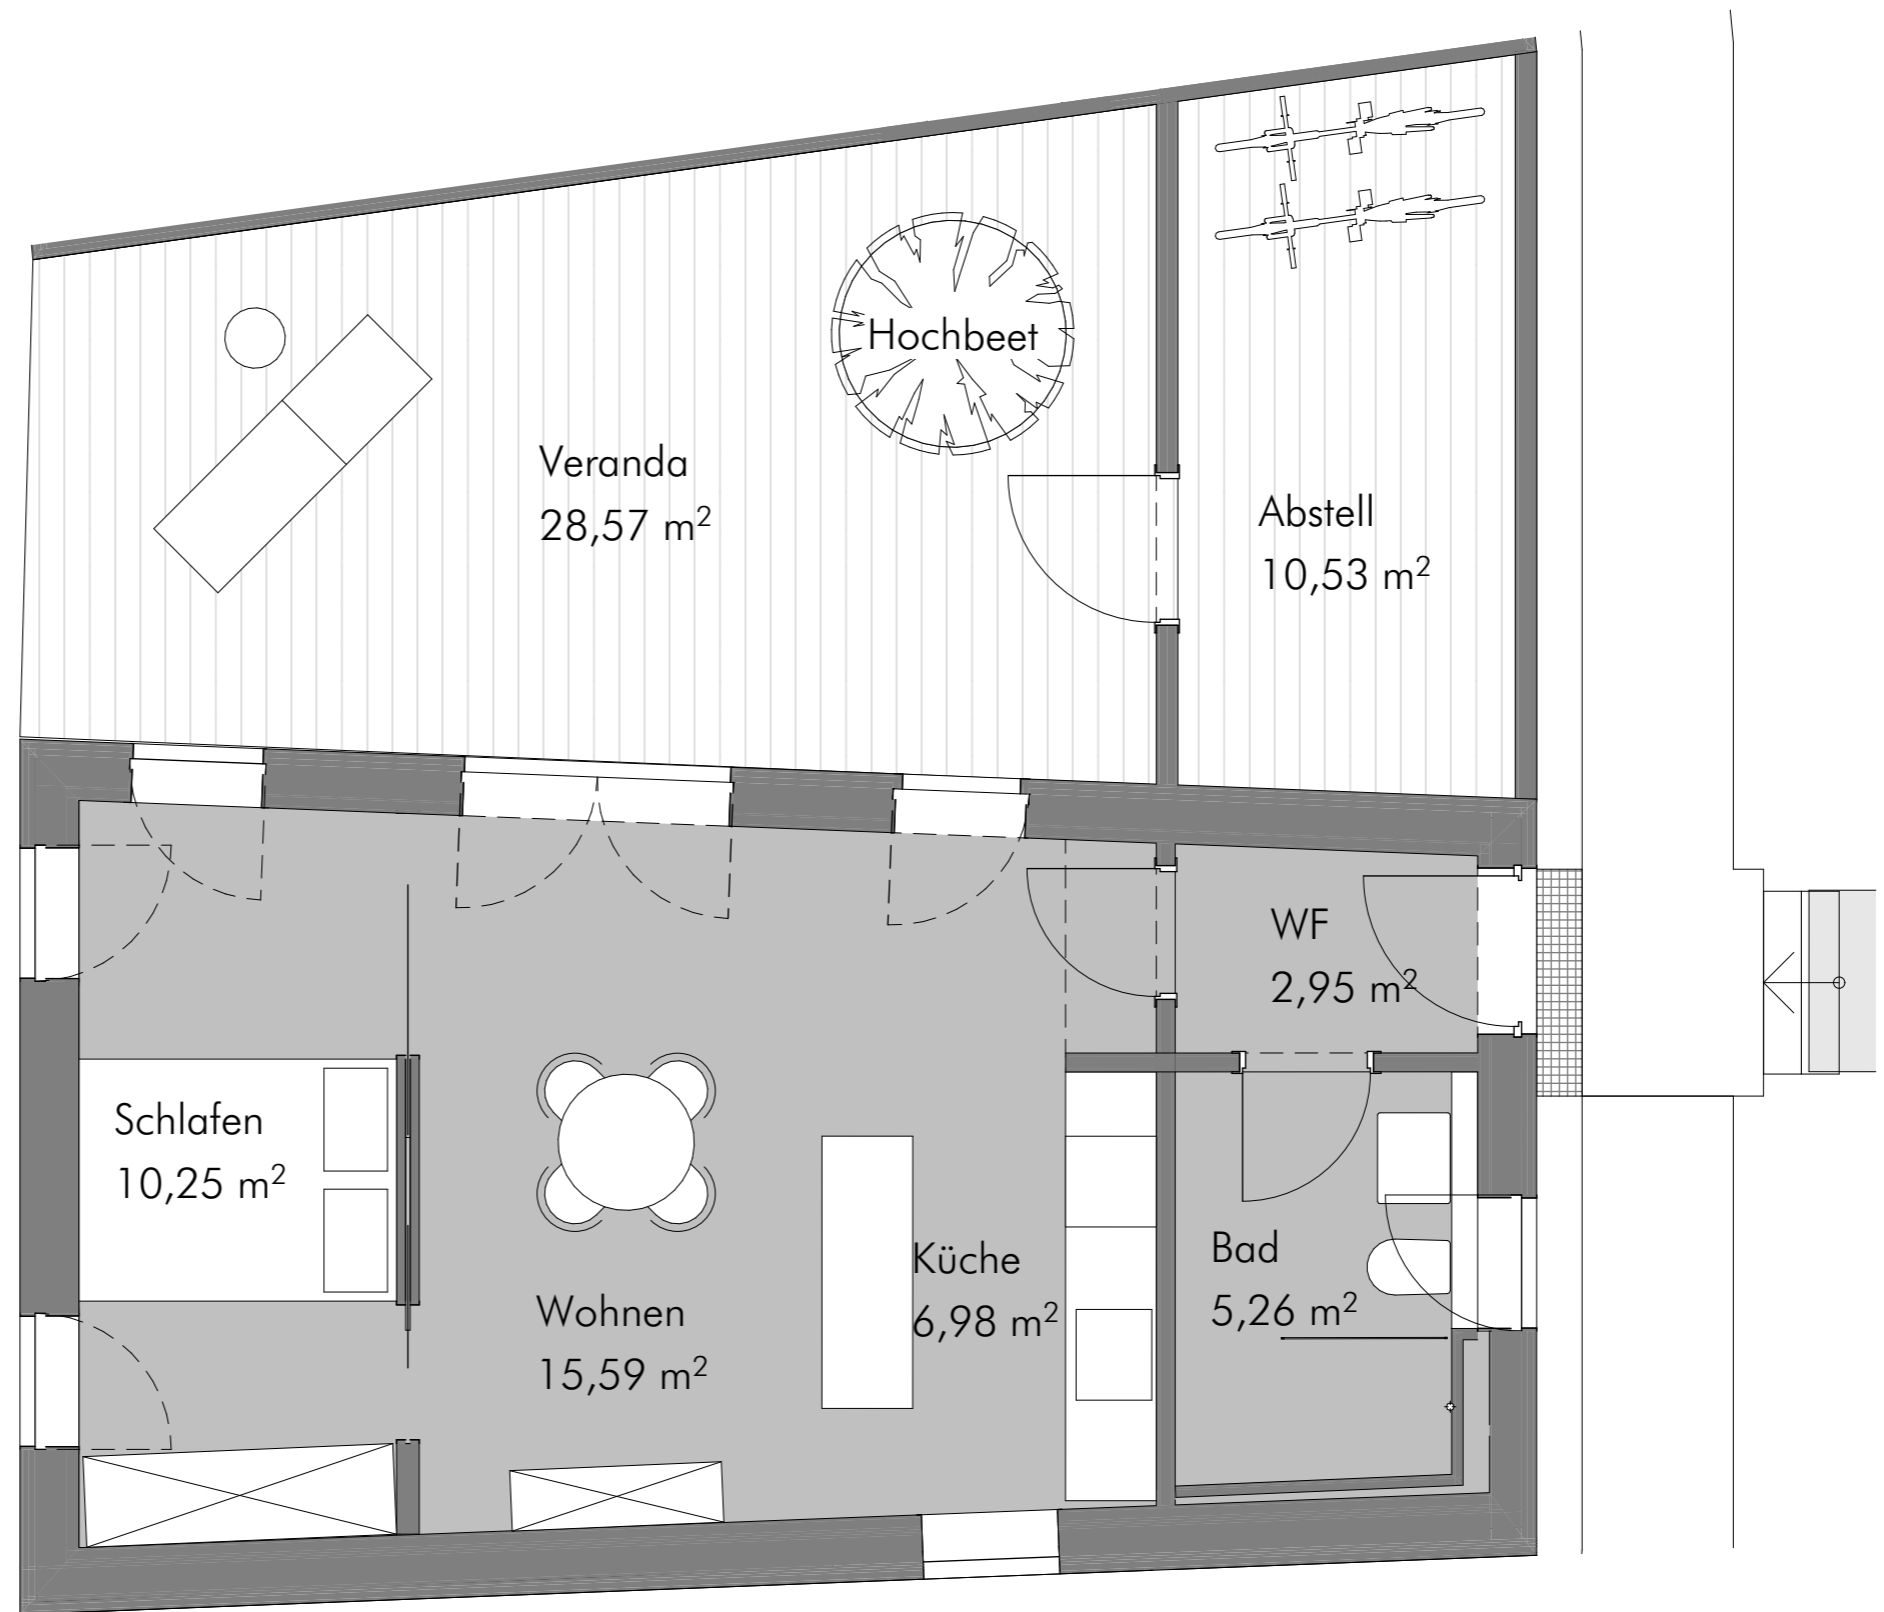 Hochbeet
Veranda
28,57 m²
Abstell
10,53 m²
WF
2,95 m²
Schlafen
10,25 m²
Wohnen
15,59 m²
Küche
6,98 m²
Bad
5,26 m²